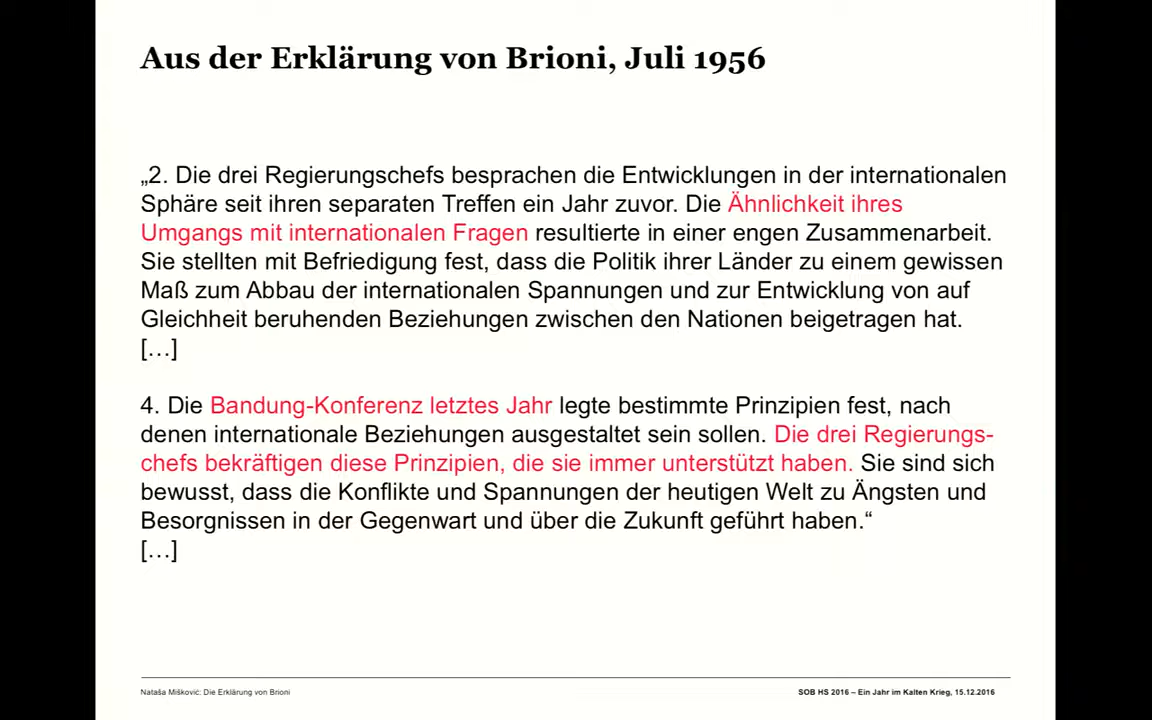 Aus der Erklärung von Brioni, Juli 1956
„2. Die drei Regierungschefs besprachen die Entwicklungen in der internationalen
Sphäre seit ihren separaten Treffen ein Jahr zuvor. Die Ähnlichkeit ihres
Umgangs mit internationalen Fragen resultierte in einer engen Zusammenarbeit.
Sie stellten mit Befriedigung fest, dass die Politik ihrer Länder zu einem gewissen
Maß zum Abbau der internationalen Spannungen und zur Entwicklung von auf
Gleichheit beruhenden Beziehungen zwischen den Nationen beigetragen hat.
[…]
4. Die Bandung-Konferenz letztes Jahr legte bestimmte Prinzipien fest, nach
denen internationale Beziehungen ausgestaltet sein sollen. Die drei Regierungs-
chefs bekräftigen diese Prinzipien, die sie immer unterstützt haben. Sie sind sich
bewusst, dass die Konflikte und Spannungen der heutigen Welt zu Ängsten und
Besorgnissen in der Gegenwart und über die Zukunft geführt haben.“
[…]
Nataša Mišković: Die Erklärung von Brioni
SOB HS 2016 – Ein Jahr im Kalten Krieg, 15.12.2016